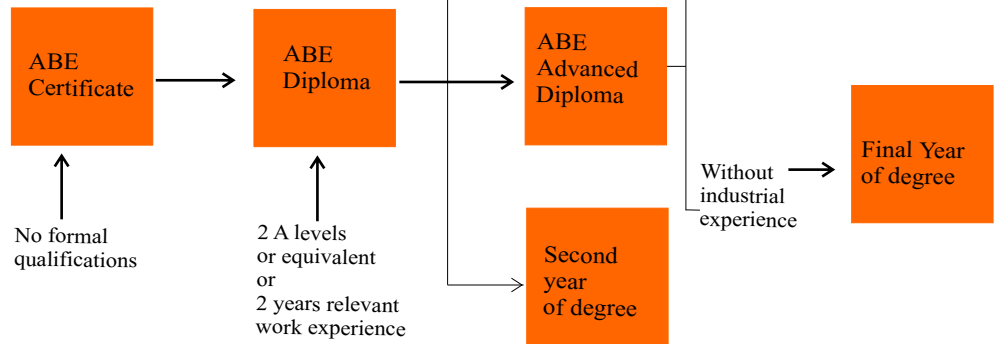 ABE
Certificate
ABE
Diploma
ABE
Advanced
Diploma
Final Year
of degree
Without
industrial
experience
No formal
qualifications
2 A levels
or equivalent
or
2 years relevant
work experience
Second
year
of degree